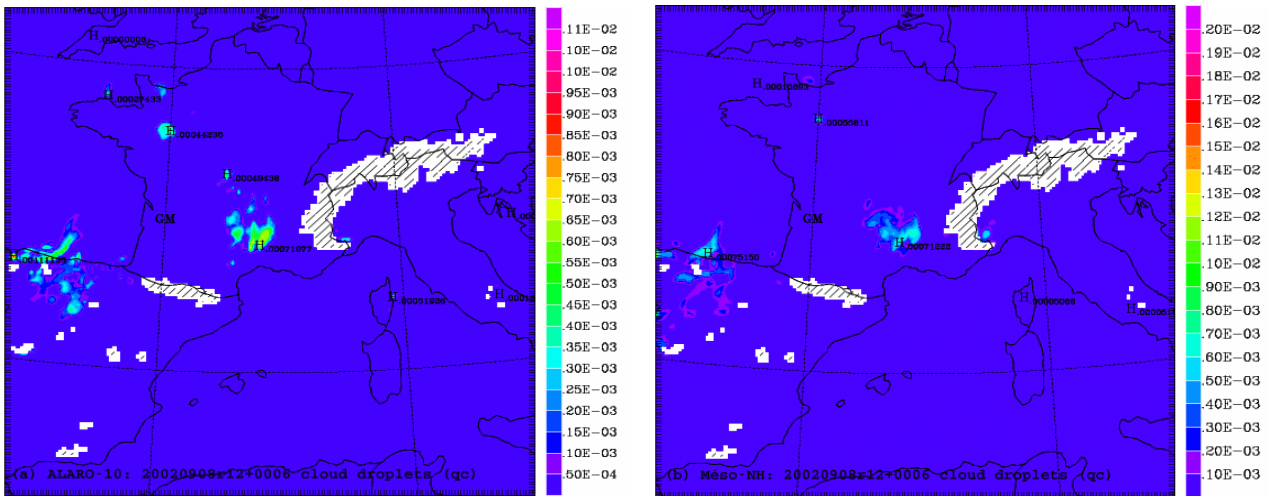 .11E−02
.10E−02
.10E−02
.95E−03
.90E−03
.85E−03
.80E−03
.75E−03
.70E−03
.65E−03
.60E−03
.55E−03
.50E−03
.45E−03
.40E−03
.35E−03
.30E−03
.25E−03
.20E−03
.15E−03
.10E−03
.50E−04
H
H
H
H .00049438
GM
H .00071077
H
H
H
(a) ALARO-10: 20020908r12+0006 cloud droplets (qc)
.20E−02
.19E−02
.18E−02
.17E−02
.16E−02
.15E−02
.14E−02
.13E−02
.12E−02
.11E−02
.10E−02
.90E−03
.80E−03
.70E−03
.60E−03
.50E−03
.40E−03
.30E−03
.20E−03
.10E−03
H
H
GM
H
H .00075150
H
H
(b) Méso-NH: 20020908r12+0006 cloud droplets (qc)